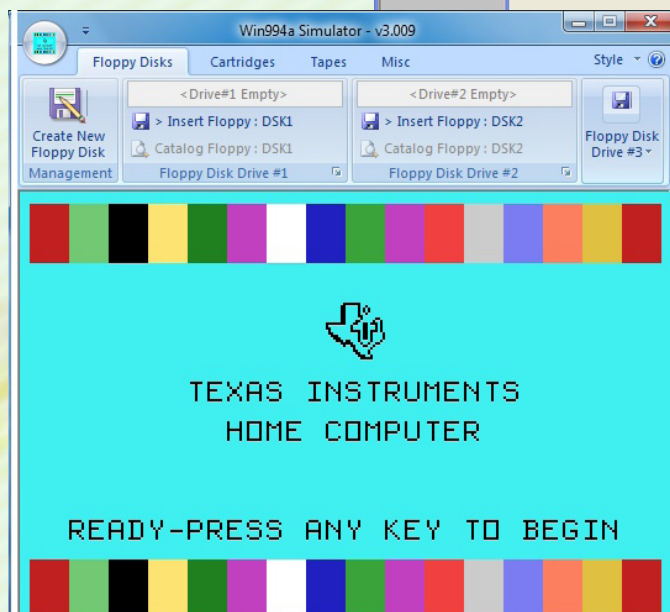 Win994a Simulator - v3.009
Floppy Disks Cartridges Tapes Misc Style
<Drive#1 Empty> <Drive#2 Empty>
> Insert Floppy : DSK1 > Insert Floppy : DSK2
Create New Floppy Disk
Catalog Floppy : DSK1 Catalog Floppy : DSK2
Floppy Disk Drive #3
Management Floppy Disk Drive #1 Floppy Disk Drive #2
TEXAS INSTRUMENTS
HOME COMPUTER
READY-PRESS ANY KEY TO BEGIN